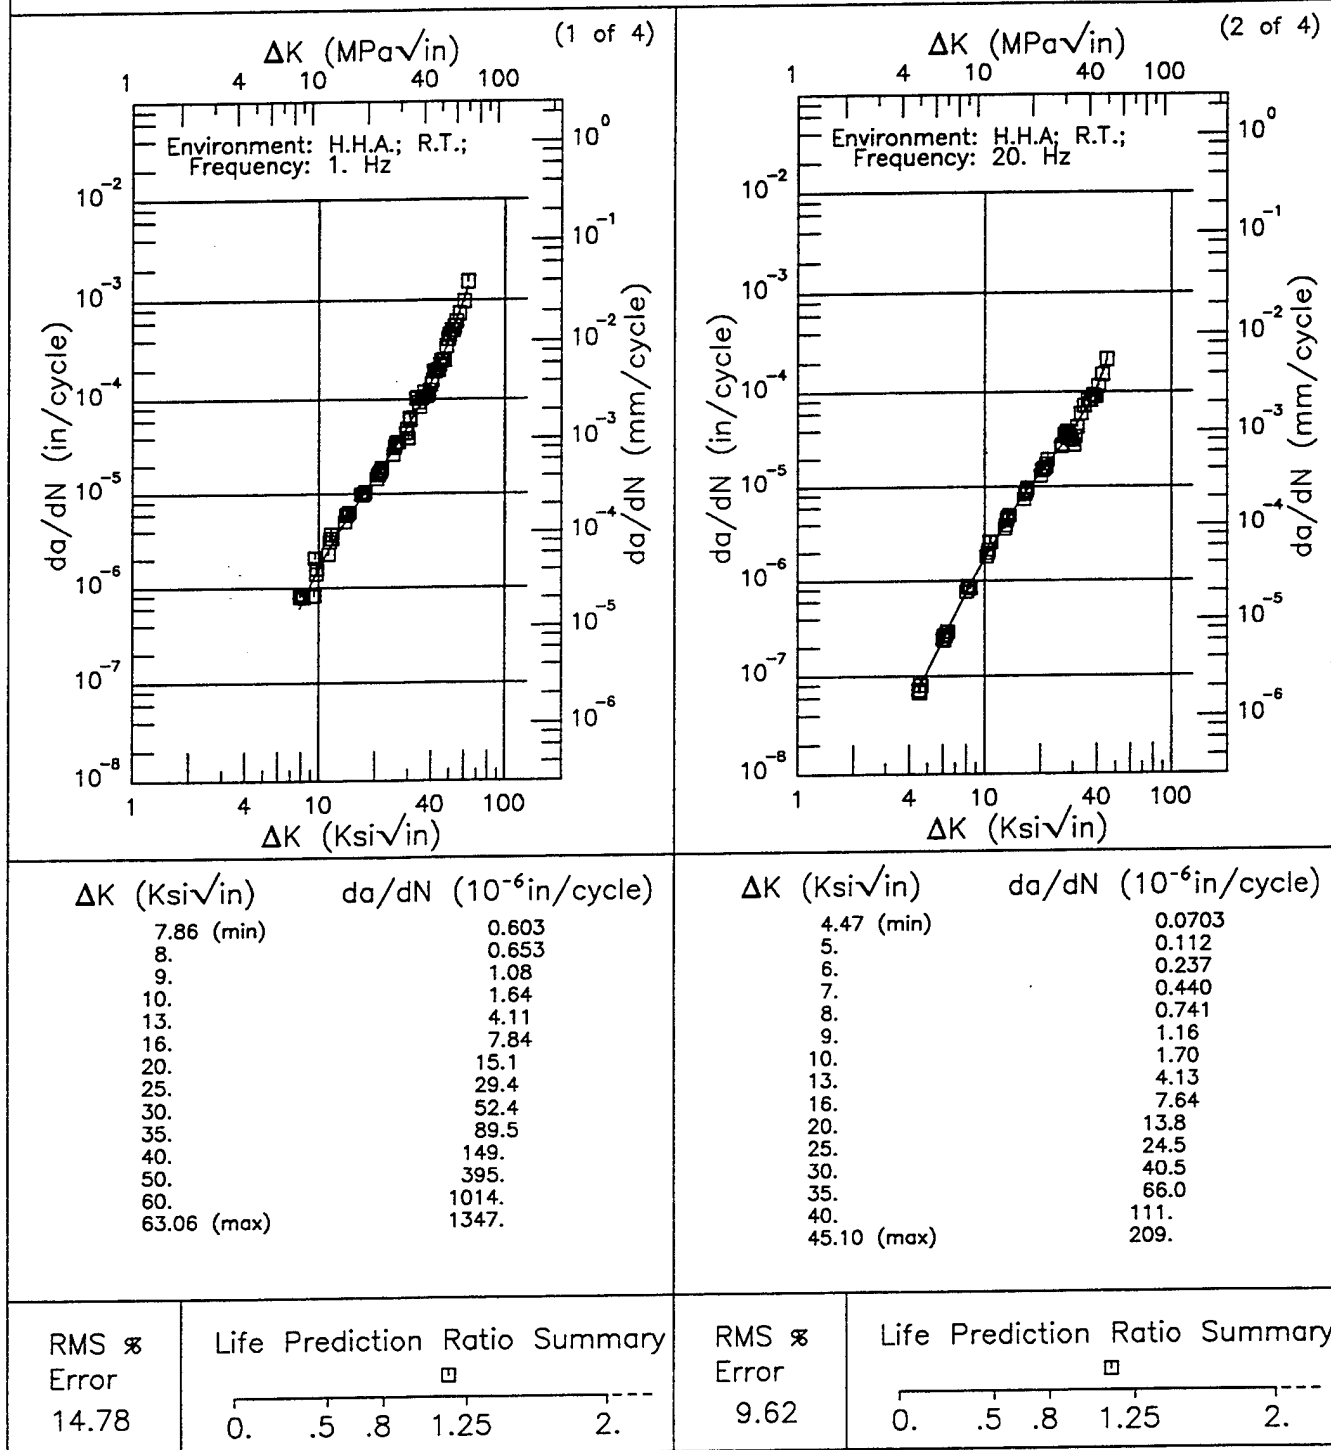 (1 of 4)
ΔK (MPa√in)
1 4 10 40 100
Environment: H.H.A.; R.T.;
Frequency: 1. Hz
10⁰
10⁻²
10⁻¹
10⁻³
10⁻²
10⁻⁴
10⁻³
10⁻⁵
10⁻⁴
10⁻⁶
10⁻⁵
10⁻⁷
10⁻⁶
10⁻⁸
da/dN (in/cycle)
da/dN (mm/cycle)
1 4 10 40 100
ΔK (Ksi√in)
ΔK (Ksi√in) da/dN (10⁻⁶in/cycle)
7.86 (min) 0.603
8. 0.653
9. 1.08
10. 1.64
13. 4.11
16. 7.84
20. 15.1
25. 29.4
30. 52.4
35. 89.5
40. 149.
50. 395.
60. 1014.
63.06 (max) 1347.
RMS %
Error
14.78
Life Prediction Ratio Summary
0. .5 .8 1.25 2.
(2 of 4)
ΔK (MPa√in)
1 4 10 40 100
Environment: H.H.A; R.T.;
Frequency: 20. Hz
10⁰
10⁻²
10⁻¹
10⁻³
10⁻²
10⁻⁴
10⁻³
10⁻⁵
10⁻⁴
10⁻⁶
10⁻⁵
10⁻⁷
10⁻⁶
10⁻⁸
da/dN (in/cycle)
da/dN (mm/cycle)
1 4 10 40 100
ΔK (Ksi√in)
ΔK (Ksi√in) da/dN (10⁻⁶in/cycle)
4.47 (min) 0.0703
5. 0.112
6. 0.237
7. 0.440
8. 0.741
9. 1.16
10. 1.70
13. 4.13
16. 7.64
20. 13.8
25. 24.5
30. 40.5
35. 66.0
40. 111.
45.10 (max) 209.
RMS %
Error
9.62
Life Prediction Ratio Summary
0. .5 .8 1.25 2.